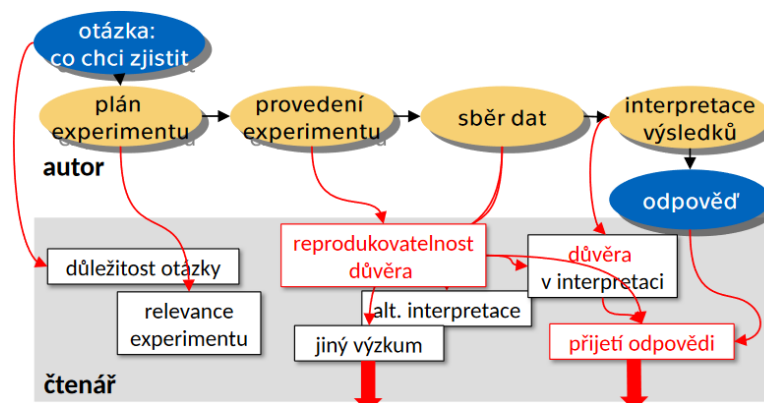 otázka:
co chci zjistit
plán
experimentu
provedení
experimentu
sběr dat
interpretace
výsledků
autor
odpověď
reprodukovatelnost
důvěra
důvěra
v interpretaci
důležitost otázky
relevance
experimentu
alt. interpretace
jiný výzkum
přijetí odpovědi
čtenář